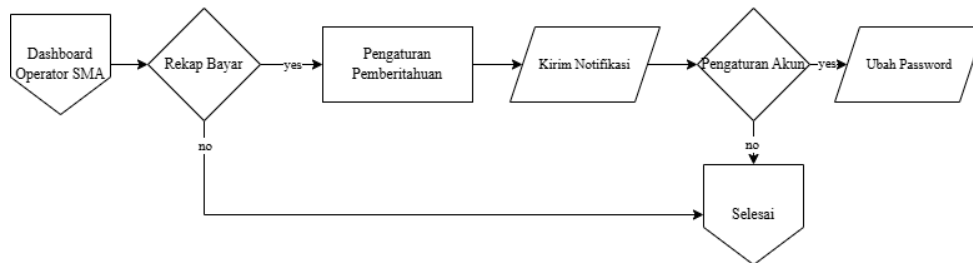 Dashboard
Operator SMA
Rekap Bayar
yes
Pengaturan
Pemberitahuan
Kirim Notifikasi
Pengaturan Akun
yes
Ubah Password
no
no
Selesai